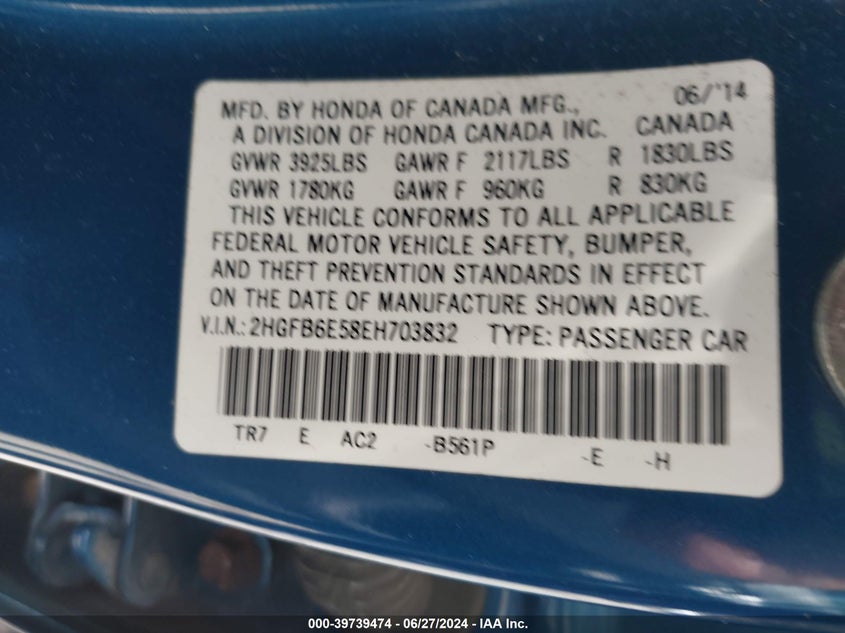 MFD. BY HONDA OF CANADA MFG., 06/'14
A DIVISION OF HONDA CANADA INC. CANADA
GVWR 3925LBS GAWR F 2117LBS R 1830LBS
GVWR 1780KG GAWR F 960KG R 830KG
THIS VEHICLE CONFORMS TO ALL APPLICABLE
FEDERAL MOTOR VEHICLE SAFETY, BUMPER,
AND THEFT PREVENTION STANDARDS IN EFFECT
ON THE DATE OF MANUFACTURE SHOWN ABOVE.
V.I.N.: 2HGFB6E58EH703832 TYPE: PASSENGER CAR
TR7 E AC2 -B561P -E -H
000-39739474 / 06/27/2024 - IAA Inc.